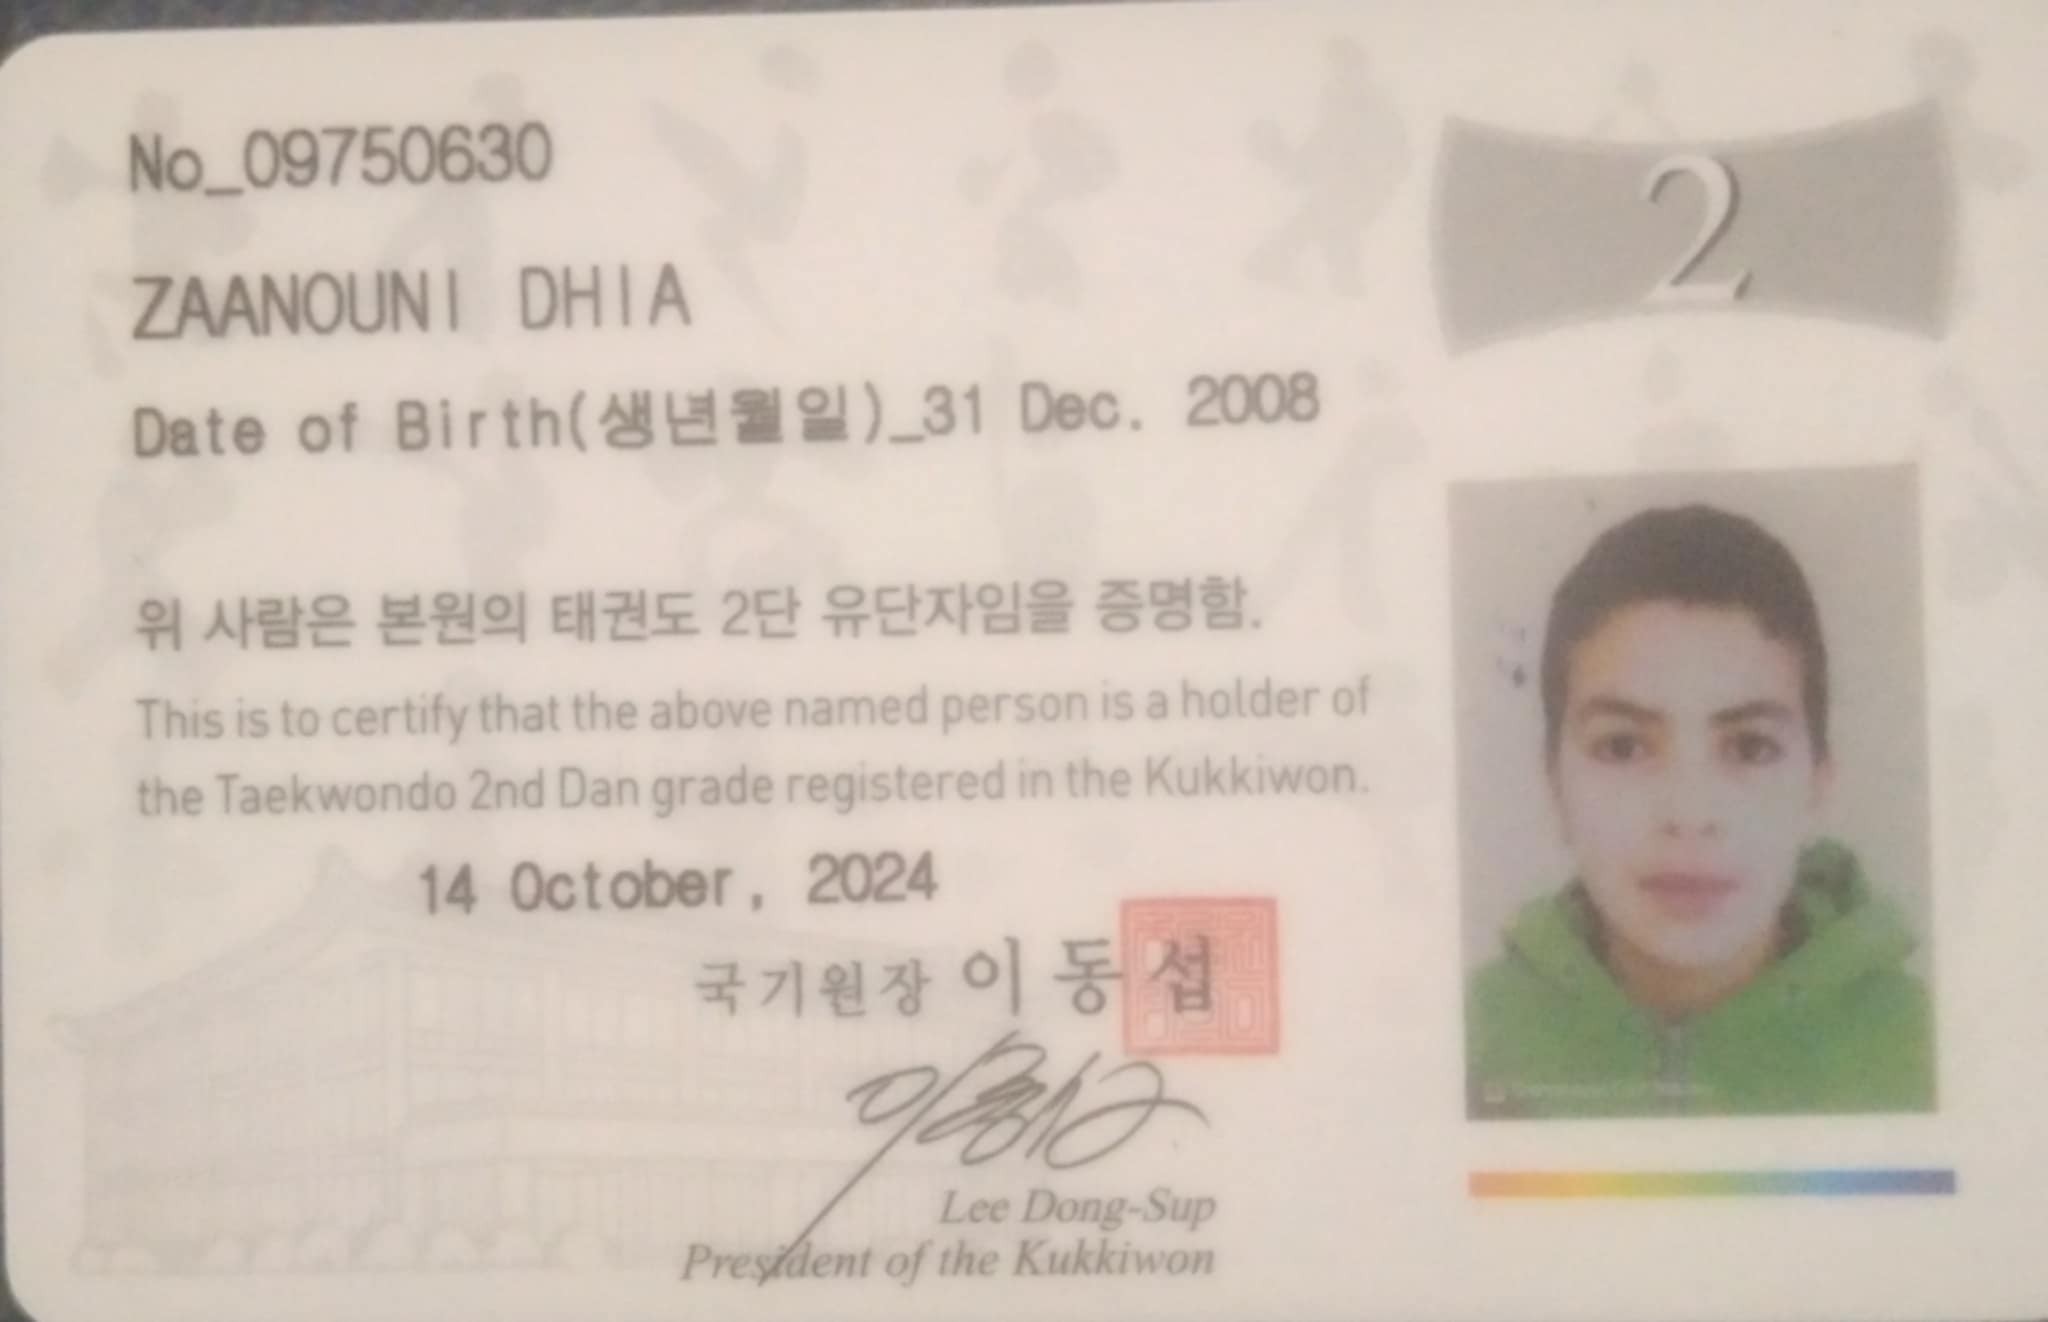 No_09750630
2
ZAANOUNI DHIA
Date of Birth(생년월일)_31 Dec. 2008
위 사람은 본원의 태권도 2단 유단자임을 증명함.
This is to certify that the above named person is a holder of
the Taekwondo 2nd Dan grade registered in the Kukkiwon.
14 October, 2024
국기원장 이동섭
Lee Dong-Sup
President of the Kukkiwon